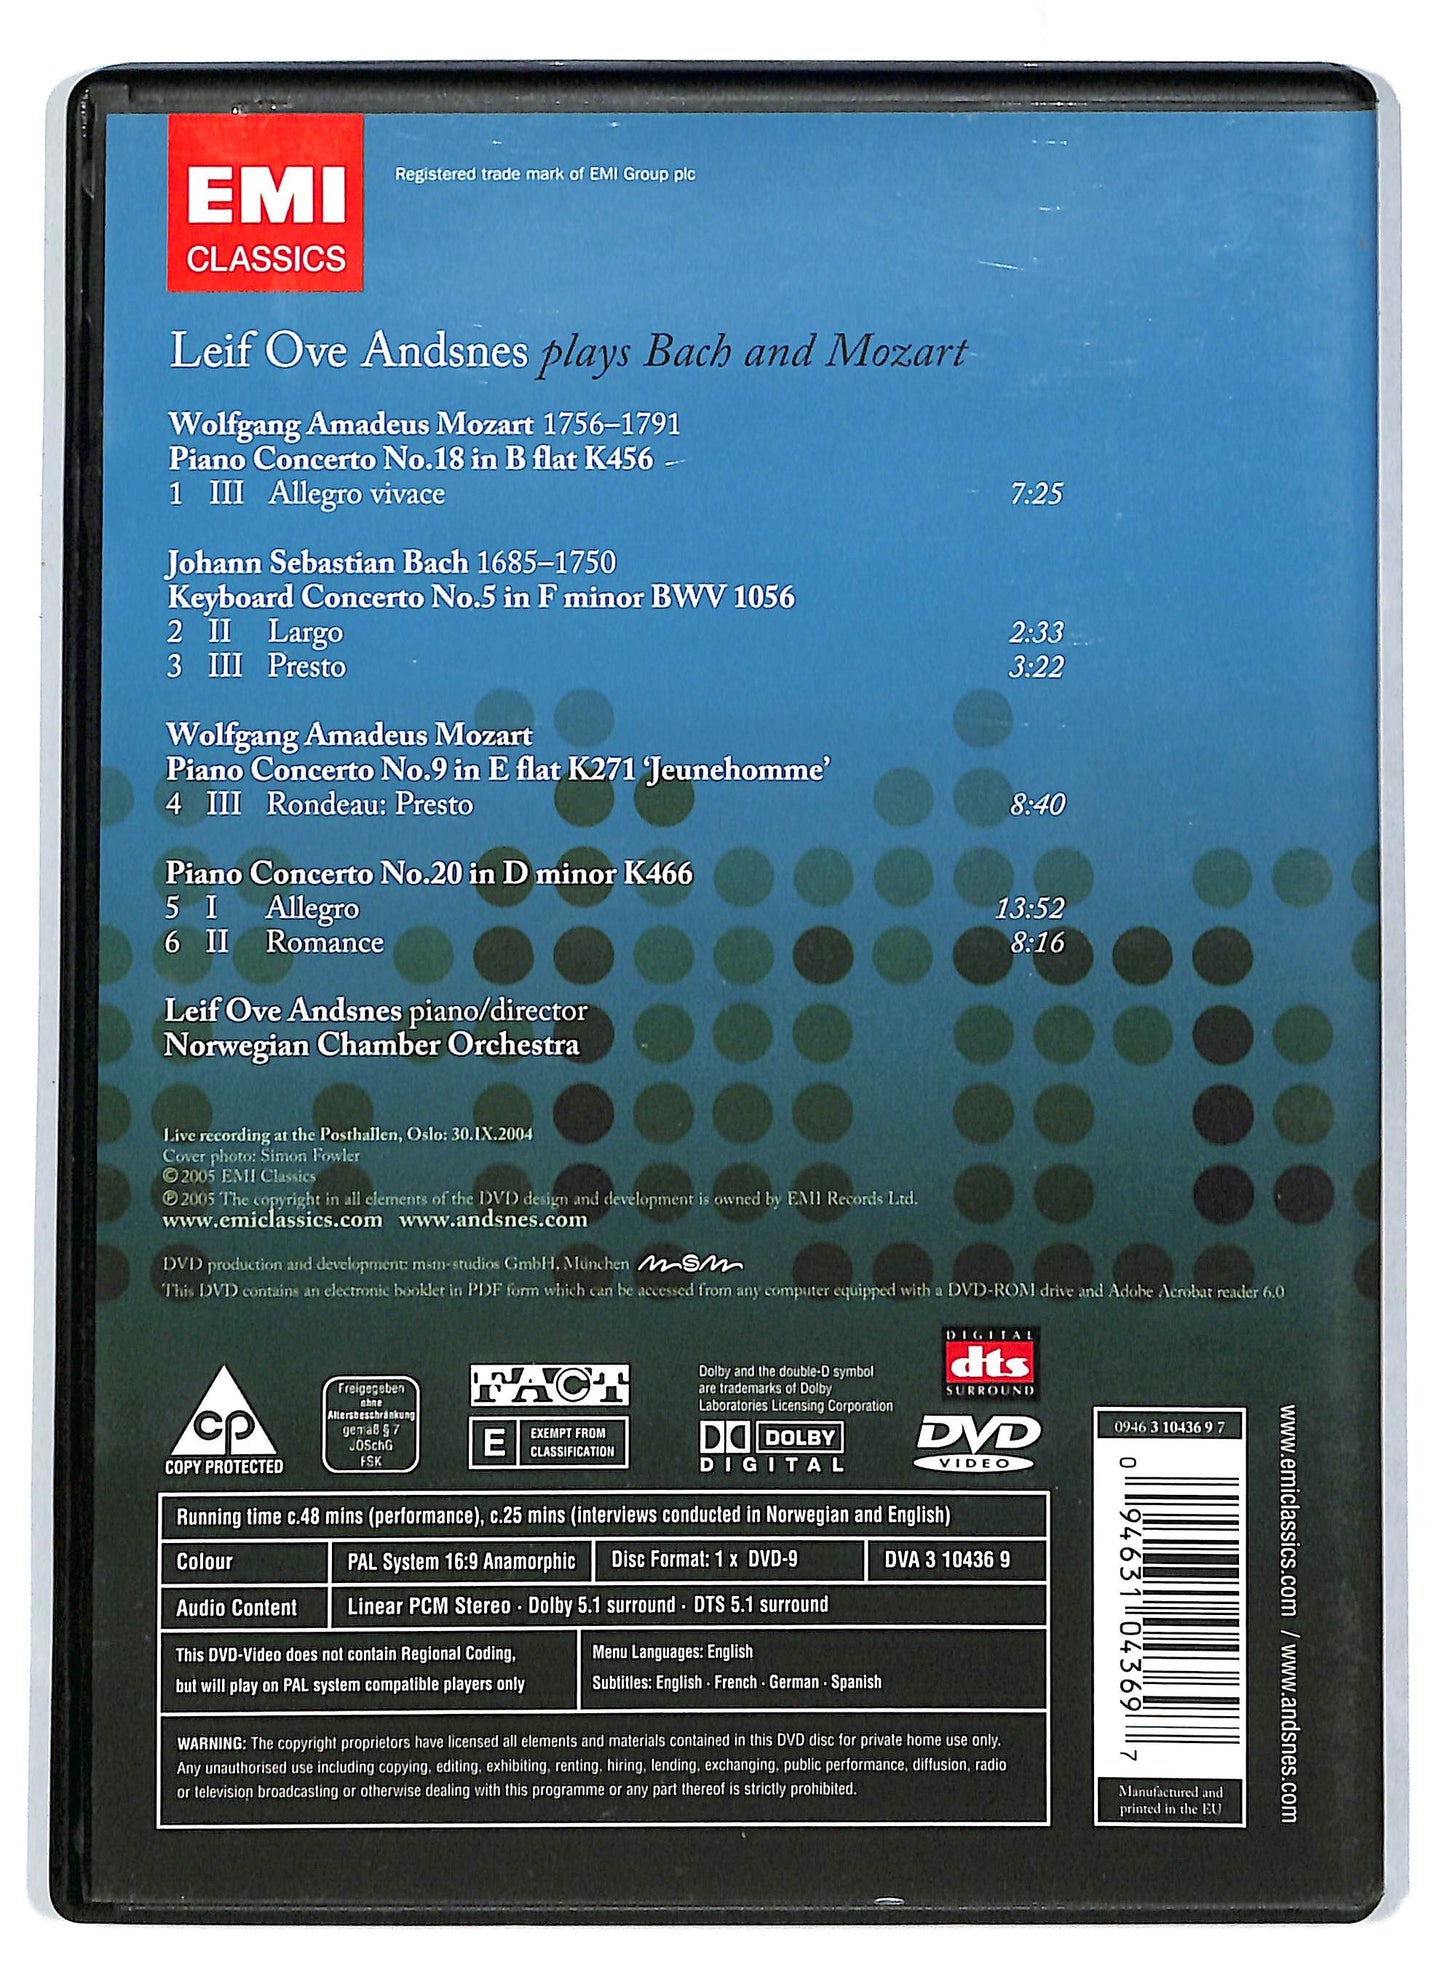 EMI
CLASSICS
Registered trade mark of EMI Group plc
Leif Ove Andsnes plays Bach and Mozart
Wolfgang Amadeus Mozart 1756–1791
Piano Concerto No.18 in B flat K456
1 III Allegro vivace 7:25
Johann Sebastian Bach 1685–1750
Keyboard Concerto No.5 in F minor BWV 1056
2 II Largo 2:33
3 III Presto 3:22
Wolfgang Amadeus Mozart
Piano Concerto No.9 in E flat K271 ‘Jeunehomme’
4 III Rondeau: Presto 8:40
Piano Concerto No.20 in D minor K466
5 I Allegro 13:52
6 II Romance 8:16
Leif Ove Andsnes piano/director
Norwegian Chamber Orchestra
Live recording at the Posthallen, Oslo: 30.IX.2004
Cover photo: Simon Fowler
© 2005 EMI Classics
℗ 2005 The copyright in all elements of the DVD design and development is owned by EMI Records Ltd.
www.emiclassics.com www.andsnes.com
DVD production and development: msm-studios GmbH, München msm
This DVD contains an electronic booklet in PDF form which can be accessed from any computer equipped with a DVD-ROM drive and Adobe Acrobat reader 6.0
CP
COPY PROTECTED
Freigegeben
ohne
Altersbeschränkung
gemäß § 7
JÖSchG
FSK
FACT
E EXEMPT FROM
CLASSIFICATION
Dolby and the double-D symbol
are trademarks of Dolby
Laboratories Licensing Corporation
DOLBY
DIGITAL
DIGITAL
dts
SURROUND
DVD
VIDEO
Running time c.48 mins (performance), c.25 mins (interviews conducted in Norwegian and English)
Colour PAL System 16:9 Anamorphic Disc Format: 1 x DVD-9 DVA 3 10436 9
Audio Content Linear PCM Stereo · Dolby 5.1 surround · DTS 5.1 surround
This DVD-Video does not contain Regional Coding,
but will play on PAL system compatible players only
Menu Languages: English
Subtitles: English · French · German · Spanish
WARNING: The copyright proprietors have licensed all elements and materials contained in this DVD disc for private home use only.
Any unauthorised use including copying, editing, exhibiting, renting, hiring, lending, exchanging, public performance, diffusion, radio
or television broadcasting or otherwise dealing with this programme or any part thereof is strictly prohibited.
0946 3 10436 9 7
0 94631 04369 7
Manufactured and
printed in the EU
www.emiclassics.com / www.andsnes.com